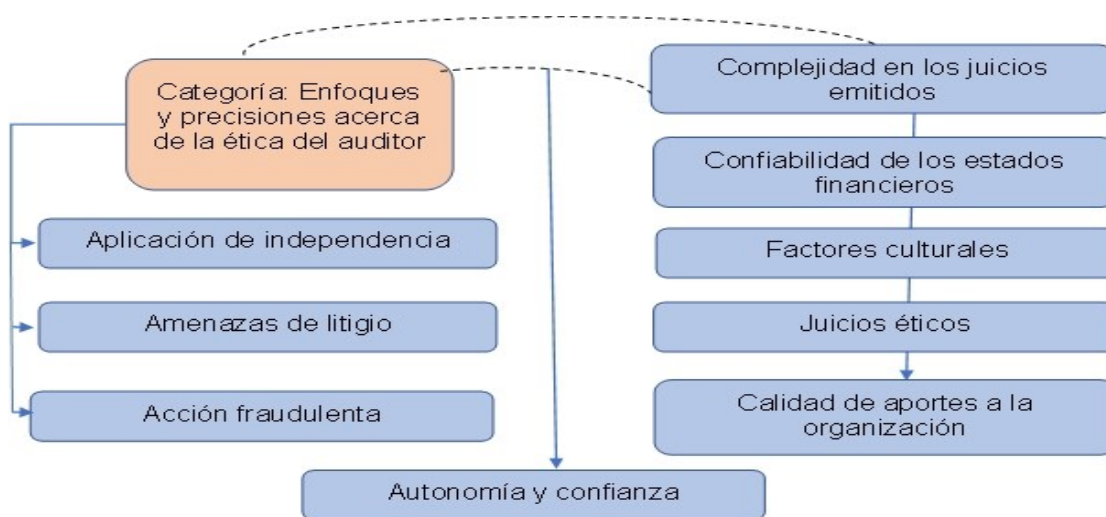 Categoría: Enfoques
y precisiones acerca
de la ética del auditor
Aplicación de independencia
Amenazas de litigio
Acción fraudulenta
Complejidad en los juicios
emitidos
Confiabilidad de los estados
financieros
Factores culturales
Juicios éticos
Calidad de aportes a la
organización
Autonomía y confianza